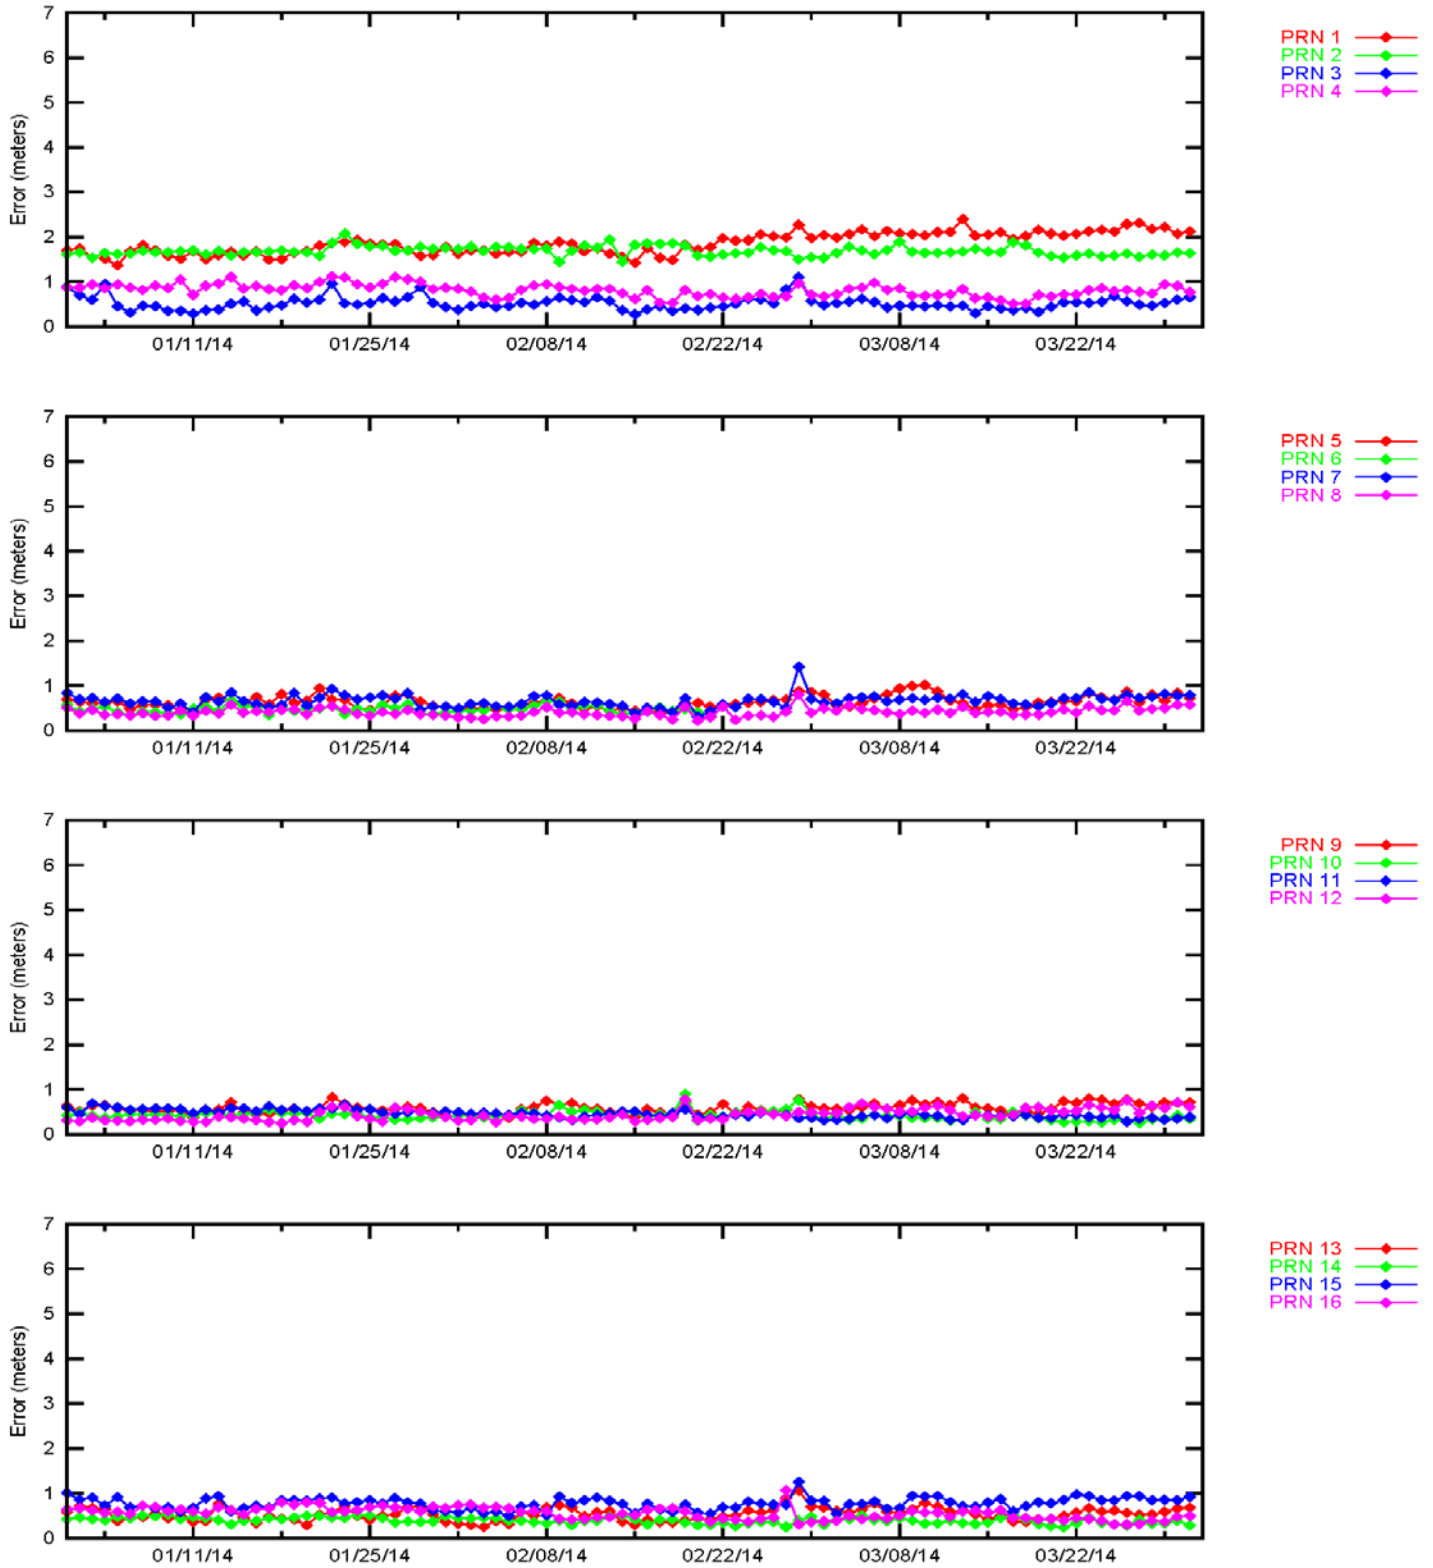 7
PRN 1
PRN 2
PRN 3
PRN 4
6
5
4
3
2
1
0
Error (meters)
01/11/14 01/25/14 02/08/14 02/22/14 03/08/14 03/22/14
7
PRN 5
PRN 6
PRN 7
PRN 8
6
5
4
3
2
1
0
Error (meters)
01/11/14 01/25/14 02/08/14 02/22/14 03/08/14 03/22/14
7
PRN 9
PRN 10
PRN 11
PRN 12
6
5
4
3
2
1
0
Error (meters)
01/11/14 01/25/14 02/08/14 02/22/14 03/08/14 03/22/14
7
PRN 13
PRN 14
PRN 15
PRN 16
6
5
4
3
2
1
0
Error (meters)
01/11/14 01/25/14 02/08/14 02/22/14 03/08/14 03/22/14